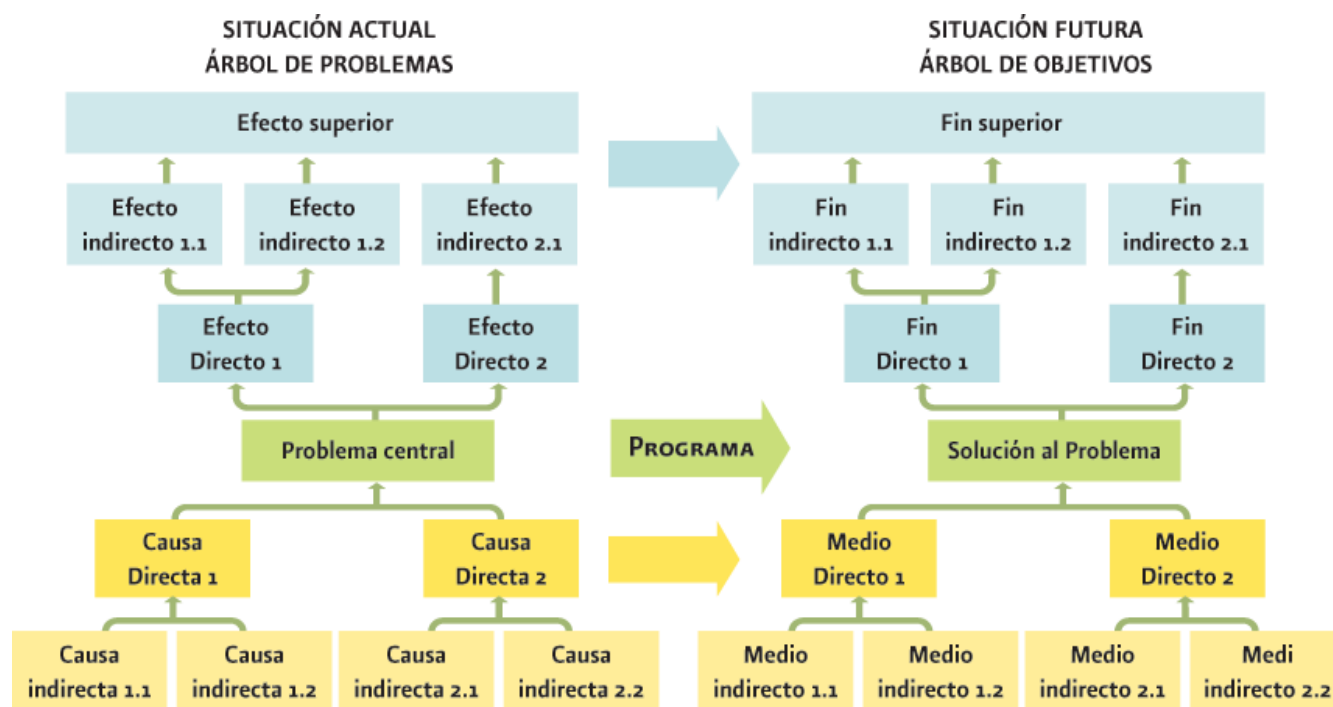 SITUACIÓN ACTUAL
ÁRBOL DE PROBLEMAS
Efecto superior
Efecto
indirecto 1.1
Efecto
indirecto 1.2
Efecto
indirecto 2.1
Efecto
Directo 1
Efecto
Directo 2
Problema central
Causa
Directa 1
Causa
Directa 2
Causa
indirecta 1.1
Causa
indirecta 1.2
Causa
indirecta 2.1
Causa
indirecta 2.2
PROGRAMA
SITUACIÓN FUTURA
ÁRBOL DE OBJETIVOS
Fin superior
Fin
indirecto 1.1
Fin
indirecto 1.2
Fin
indirecto 2.1
Fin
Directo 1
Fin
Directo 2
Solución al Problema
Medio
Directo 1
Medio
Directo 2
Medio
indirecto 1.1
Medio
indirecto 1.2
Medio
indirecto 2.1
Medi
indirecto 2.2